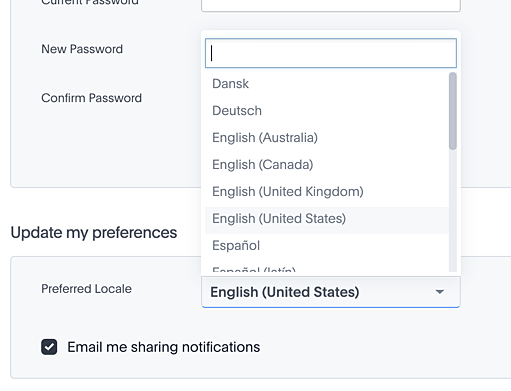 Current Password
New Password
Confirm Password
Dansk
Deutsch
English (Australia)
English (Canada)
English (United Kingdom)
English (United States)
Español
Español (latín)
Update my preferences
Preferred Locale
English (United States)
Email me sharing notifications